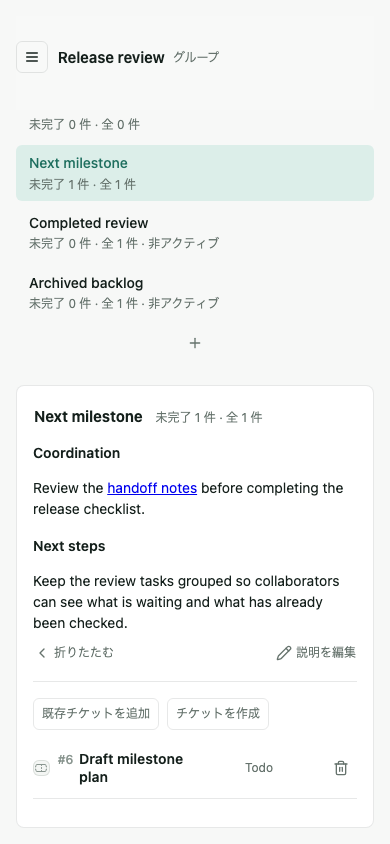 Release review グループ
未完了 0 件 · 全 0 件
Next milestone
未完了 1 件 · 全 1 件
Completed review
未完了 0 件 · 全 1 件 · 非アクティブ
Archived backlog
未完了 0 件 · 全 1 件 · 非アクティブ
+
Next milestone 未完了 1 件 · 全 1 件
Coordination
Review the handoff notes before completing the
release checklist.
Next steps
Keep the review tasks grouped so collaborators
can see what is waiting and what has already
been checked.
折りたたむ 説明を編集
既存チケットを追加 チケットを作成
#6 Draft milestone Todo
plan